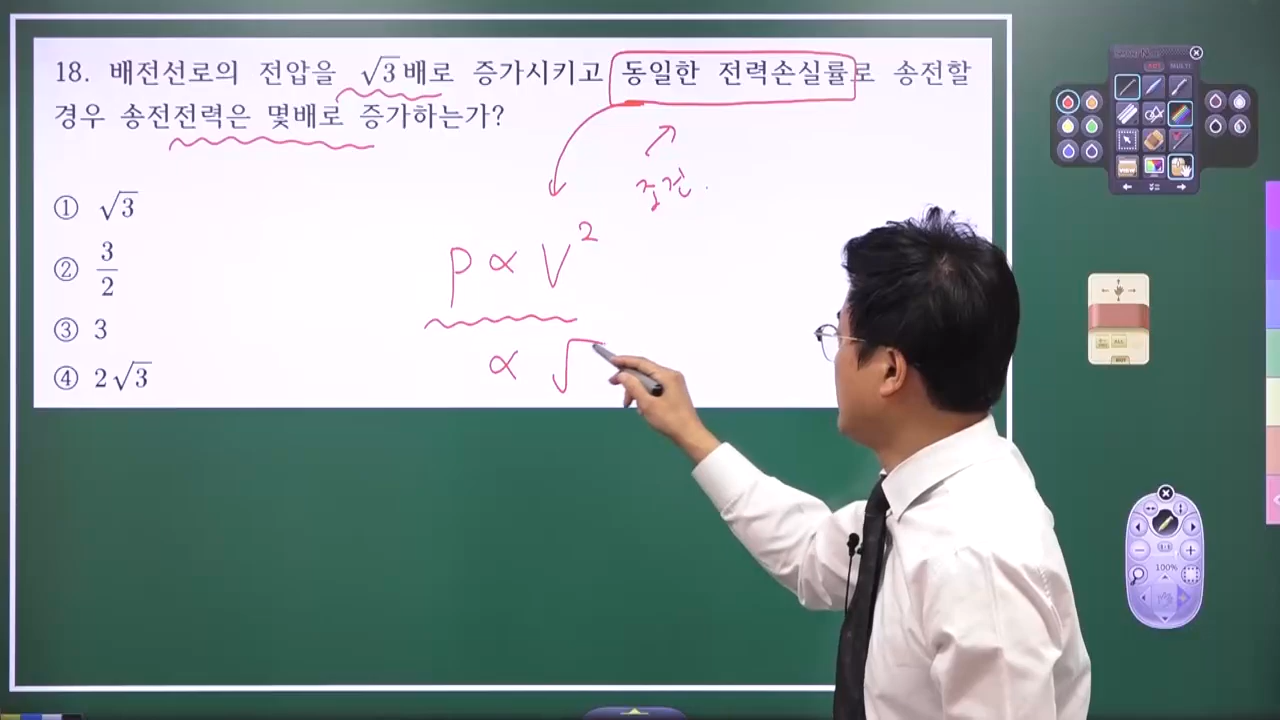 18. 배전선로의 전압을 √3배로 증가시키고 동일한 전력손실률로 송전할
경우 송전전력은 몇배로 증가하는가?
① √3
② 3/2
③ 3
④ 2√3
조건.
P ∝ V²
∝ √
VIEW
100%